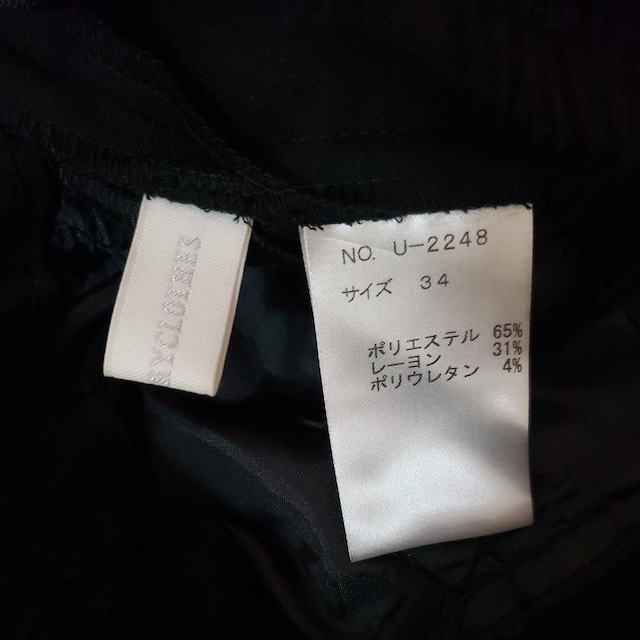 NO. U-2248
サイズ 34
ポリエステル 65%
レーヨン 31%
ポリウレタン 4%